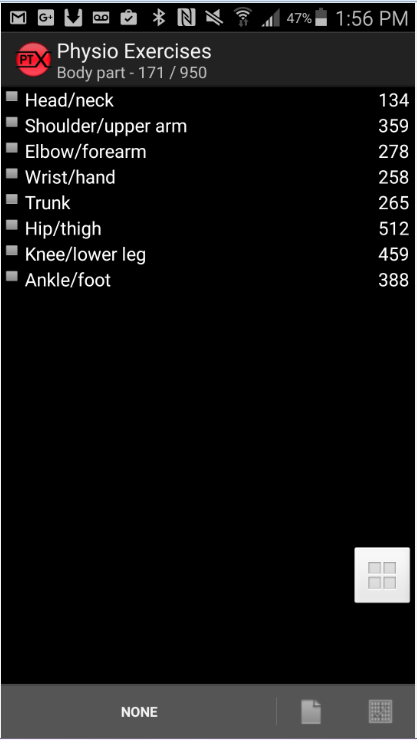 47% 1:56 PM
PTX Physio Exercises
Body part - 171 / 950
Head/neck 134
Shoulder/upper arm 359
Elbow/forearm 278
Wrist/hand 258
Trunk 265
Hip/thigh 512
Knee/lower leg 459
Ankle/foot 388
NONE